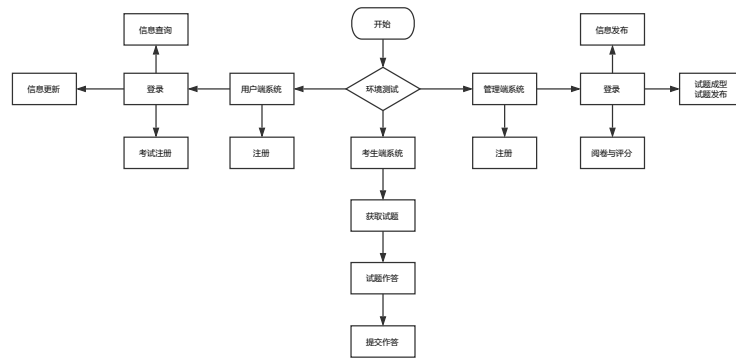 开始
信息查询
信息发布
信息更新
登录
用户端系统
环境测试
管理端系统
登录
试题成型
试题发布
考试注册
注册
考生端系统
注册
阅卷与评分
获取试题
试题作答
提交作答